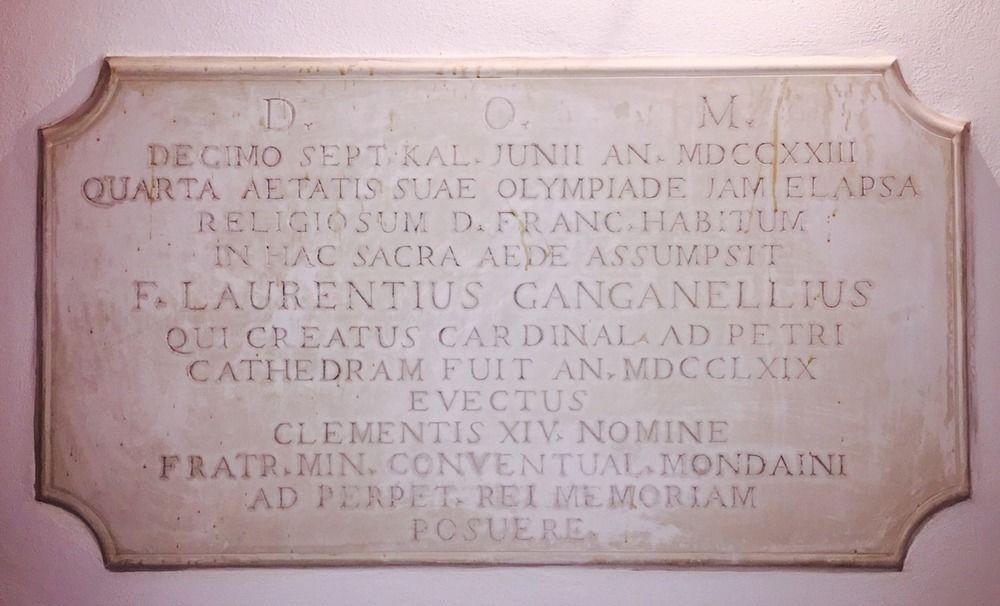 D. O. M.
DECIMO SEPT. KAL. JUNII AN. MDCCXXIII
QUARTA AETATIS SUAE OLYMPIADE JAM ELAPSA
RELIGIOSUM D. FRANC. HABITUM
IN HAC SACRA AEDE ASSUMPSIT
F. LAURENTIUS GANGANELLIUS
QUI CREATUS CARDINAL. AD PETRI
CATHEDRAM FUIT AN. MDCCLXIX
EVECTUS
CLEMENTIS XIV. NOMINE
FRATR. MIN. CONVENTUAL. MONDAINI
AD PERPET. REI MEMORIAM
POSUERE.